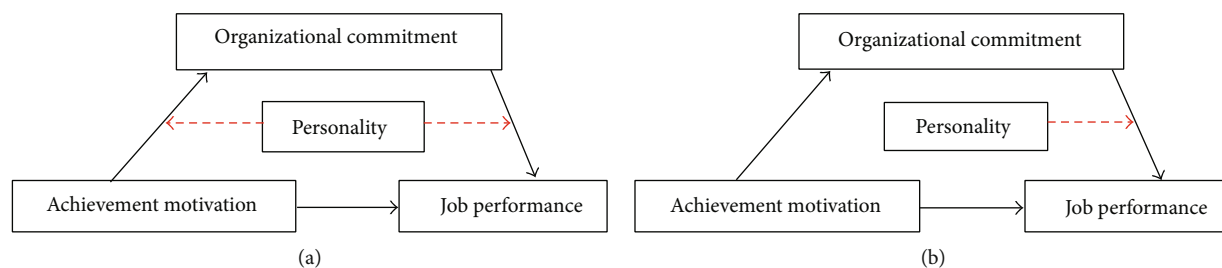 Organizational commitment
Personality
Achievement motivation
Job performance
(a)
Organizational commitment
Personality
Achievement motivation
Job performance
(b)